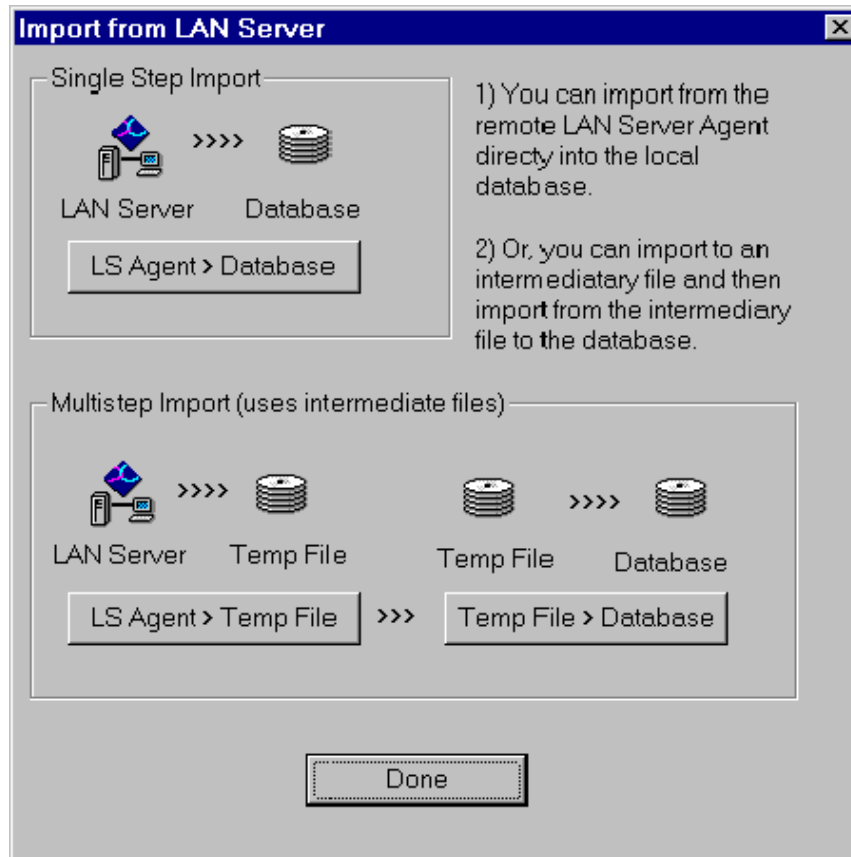 Import from LAN Server
Single Step Import
>>>>
LAN Server Database
LS Agent > Database
1) You can import from the
remote LAN Server Agent
directy into the local
database.
2) Or, you can import to an
intermediatary file and then
import from the intermediary
file to the database.
Multistep Import (uses intermediate files)
>>>> >>>>
LAN Server Temp File Temp File Database
LS Agent > Temp File >>> Temp File > Database
Done